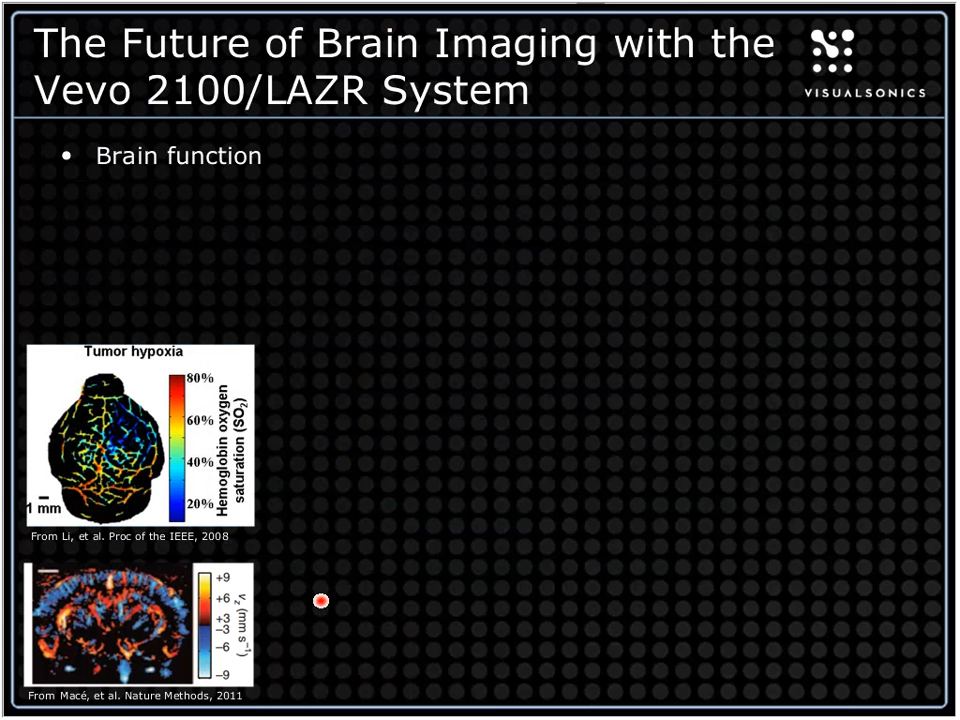 The Future of Brain Imaging with the
Vevo 2100/LAZR System
VISUALSONICS
• Brain function
Tumor hypoxia
80%
60%
40%
20%
Hemoglobin oxygen
saturation (SO₂)
1 mm
From Li, et al. Proc of the IEEE, 2008
+9
+6
+3
−3
−6
−9
v_z (mm s⁻¹)
From Macé, et al. Nature Methods, 2011